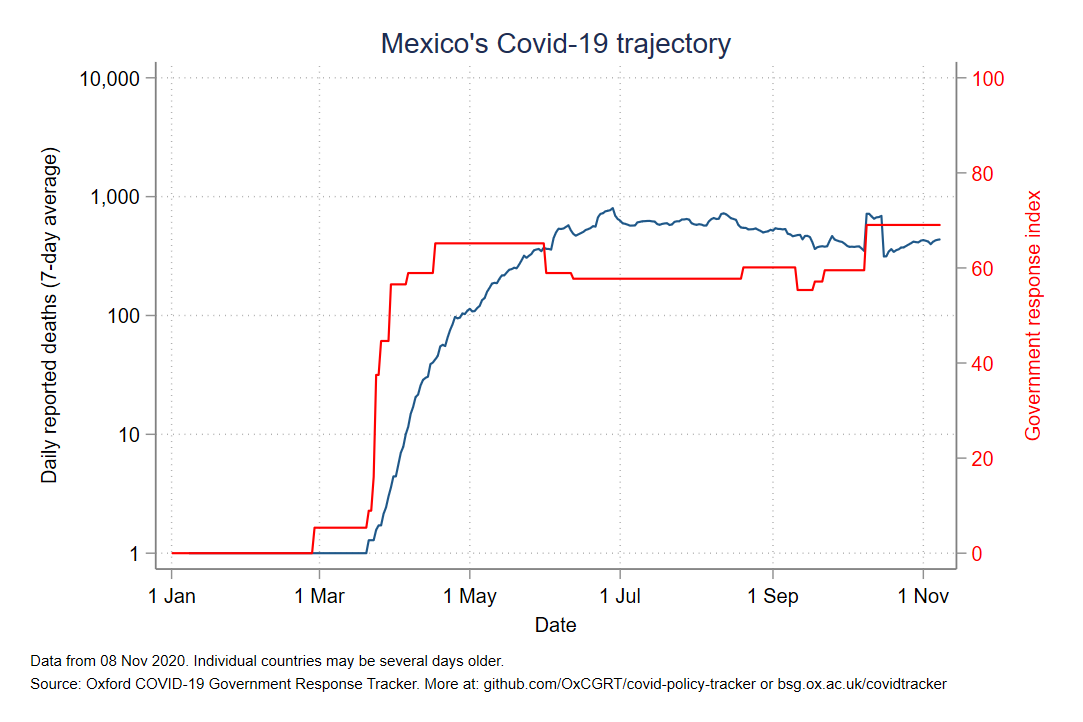 Mexico's Covid-19 trajectory
10,000
1,000
100
10
1
Daily reported deaths (7-day average)
100
80
60
40
20
0
Government response index
1 Jan 1 Mar 1 May 1 Jul 1 Sep 1 Nov
Date
Data from 08 Nov 2020. Individual countries may be several days older.
Source: Oxford COVID-19 Government Response Tracker. More at: github.com/OxCGRT/covid-policy-tracker or bsg.ox.ac.uk/covidtracker